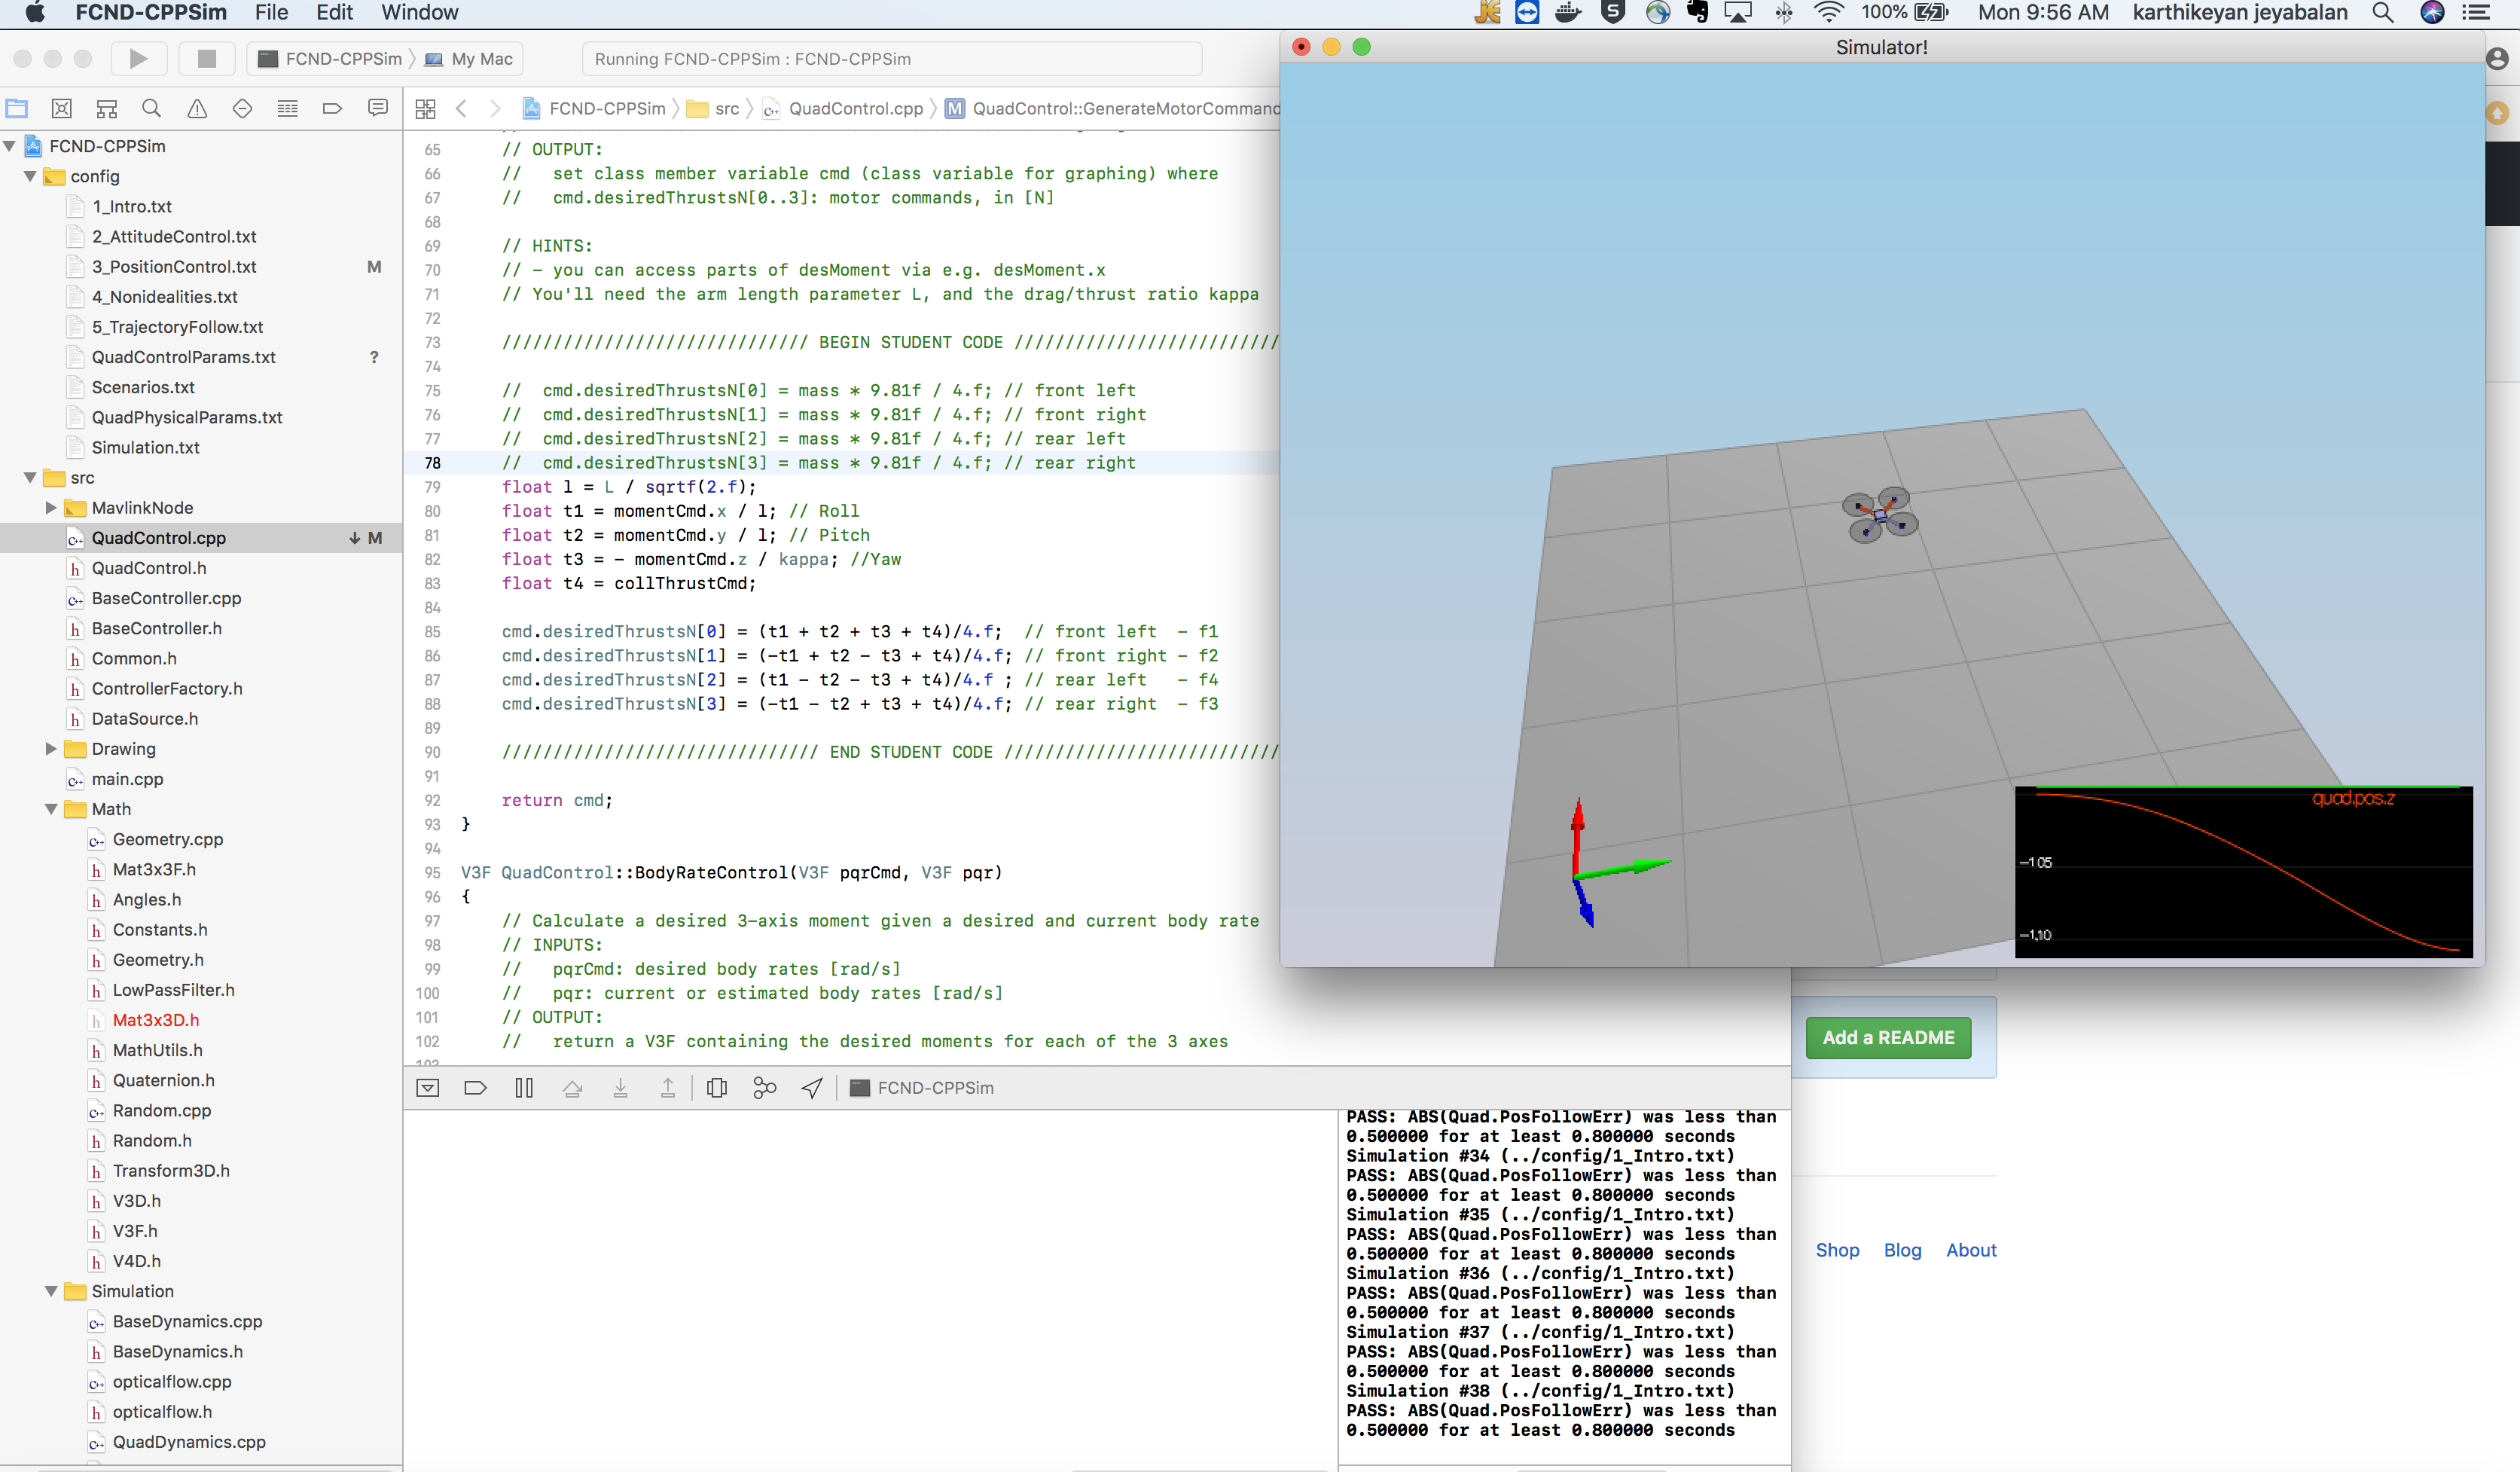 FCND-CPPSim File Edit Window
100% Mon 9:56 AM karthikeyan jeyabalan
FCND-CPPSim My Mac
Running FCND-CPPSim : FCND-CPPSim
Simulator!
FCND-CPPSim src QuadControl.cpp M QuadControl::GenerateMotorCommand
FCND-CPPSim
config
1_Intro.txt
2_AttitudeControl.txt
3_PositionControl.txt M
4_Nonidealities.txt
5_TrajectoryFollow.txt
QuadControlParams.txt ?
Scenarios.txt
QuadPhysicalParams.txt
Simulation.txt
src
MavlinkNode
QuadControl.cpp M
QuadControl.h
BaseController.cpp
BaseController.h
Common.h
ControllerFactory.h
DataSource.h
Drawing
main.cpp
Math
Geometry.cpp
Mat3x3F.h
Angles.h
Constants.h
Geometry.h
LowPassFilter.h
Mat3x3D.h
MathUtils.h
Quaternion.h
Random.cpp
Random.h
Transform3D.h
V3D.h
V3F.h
V4D.h
Simulation
BaseDynamics.cpp
BaseDynamics.h
opticalflow.cpp
opticalflow.h
QuadDynamics.cpp
65 // OUTPUT:
66 // set class member variable cmd (class variable for graphing) where
67 // cmd.desiredThrustsN[0..3]: motor commands, in [N]
68
69 // HINTS:
70 // - you can access parts of desMoment via e.g. desMoment.x
71 // You'll need the arm length parameter L, and the drag/thrust ratio kappa
72
73 ////////////////////////////// BEGIN STUDENT CODE //////////////////////////
74
75 // cmd.desiredThrustsN[0] = mass * 9.81f / 4.f; // front left
76 // cmd.desiredThrustsN[1] = mass * 9.81f / 4.f; // front right
77 // cmd.desiredThrustsN[2] = mass * 9.81f / 4.f; // rear left
78 // cmd.desiredThrustsN[3] = mass * 9.81f / 4.f; // rear right
79 float l = L / sqrtf(2.f);
80 float t1 = momentCmd.x / l; // Roll
81 float t2 = momentCmd.y / l; // Pitch
82 float t3 = - momentCmd.z / kappa; //Yaw
83 float t4 = collThrustCmd;
84
85 cmd.desiredThrustsN[0] = (t1 + t2 + t3 + t4)/4.f; // front left - f1
86 cmd.desiredThrustsN[1] = (-t1 + t2 - t3 + t4)/4.f; // front right - f2
87 cmd.desiredThrustsN[2] = (t1 - t2 - t3 + t4)/4.f ; // rear left - f4
88 cmd.desiredThrustsN[3] = (-t1 - t2 + t3 + t4)/4.f; // rear right - f3
89
90 /////////////////////////////// END STUDENT CODE ///////////////////////////
91
92 return cmd;
93 }
94
95 V3F QuadControl::BodyRateControl(V3F pqrCmd, V3F pqr)
96 {
97 // Calculate a desired 3-axis moment given a desired and current body rate
98 // INPUTS:
99 // pqrCmd: desired body rates [rad/s]
100 // pqr: current or estimated body rates [rad/s]
101 // OUTPUT:
102 // return a V3F containing the desired moments for each of the 3 axes
quad.pos.z
-1.05
-1.10
Add a README
Shop Blog About
FCND-CPPSim
PASS: ABS(Quad.PosFollowErr) was less than
0.500000 for at least 0.800000 seconds
Simulation #34 (../config/1_Intro.txt)
PASS: ABS(Quad.PosFollowErr) was less than
0.500000 for at least 0.800000 seconds
Simulation #35 (../config/1_Intro.txt)
PASS: ABS(Quad.PosFollowErr) was less than
0.500000 for at least 0.800000 seconds
Simulation #36 (../config/1_Intro.txt)
PASS: ABS(Quad.PosFollowErr) was less than
0.500000 for at least 0.800000 seconds
Simulation #37 (../config/1_Intro.txt)
PASS: ABS(Quad.PosFollowErr) was less than
0.500000 for at least 0.800000 seconds
Simulation #38 (../config/1_Intro.txt)
PASS: ABS(Quad.PosFollowErr) was less than
0.500000 for at least 0.800000 seconds